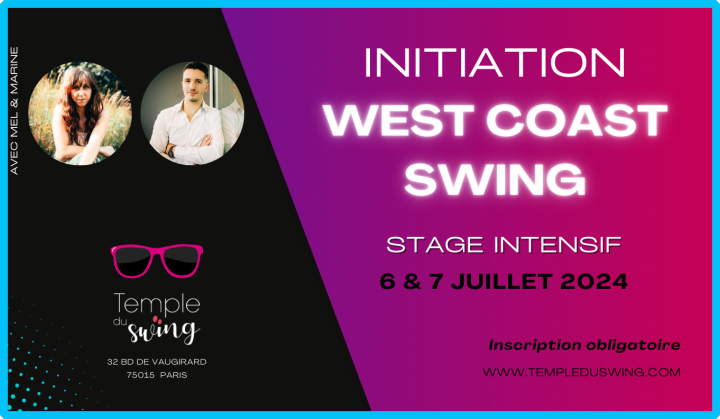 AVEC MEL & MARINE
INITIATION
WEST COAST
SWING
STAGE INTENSIF
6 & 7 JUILLET 2024
Temple
du swing
32 BD DE VAUGIRARD
75015 PARIS
Inscription obligatoire
WWW.TEMPLEDUSWING.COM